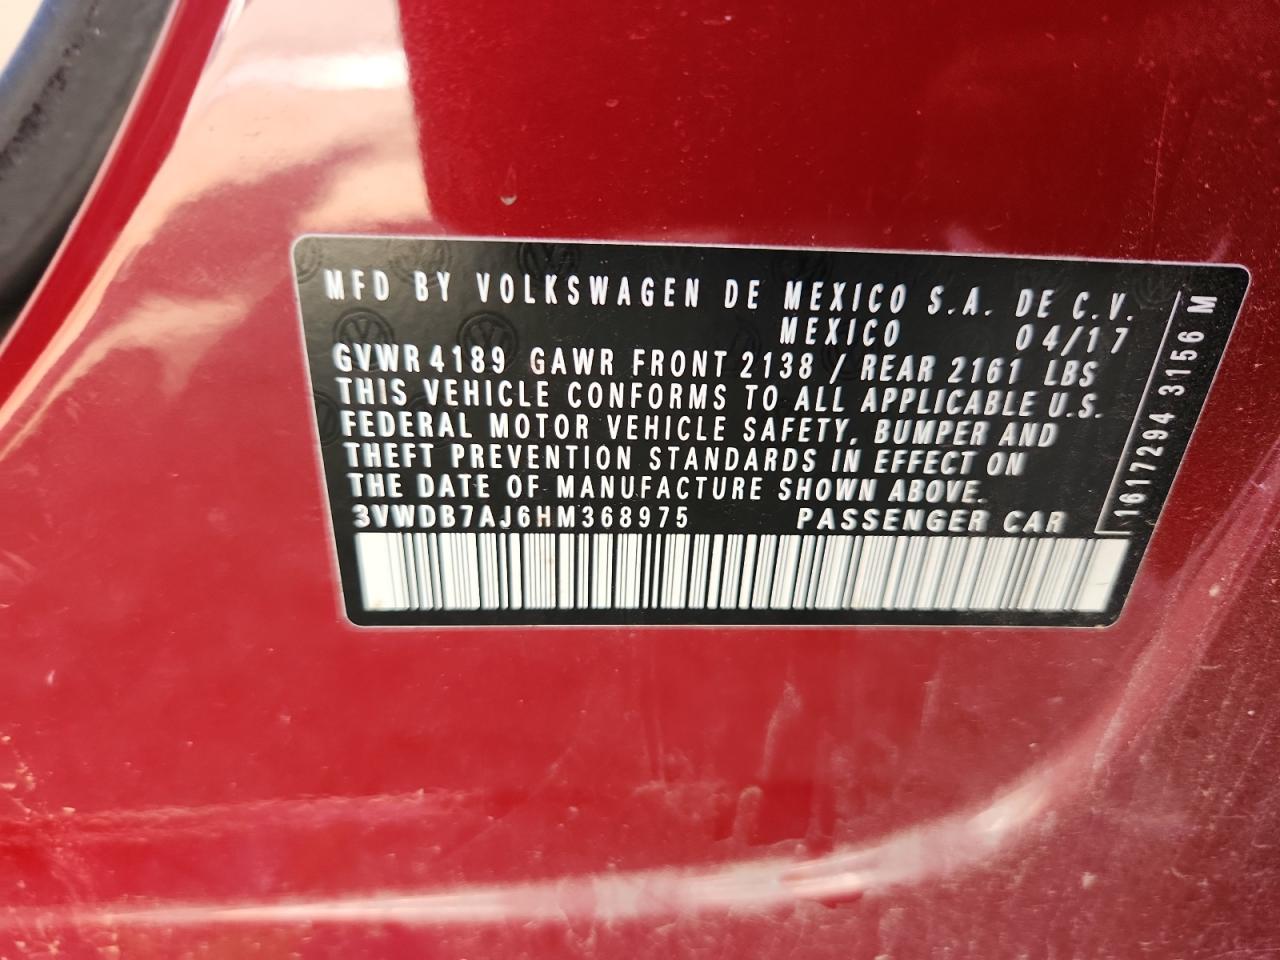 MFD BY VOLKSWAGEN DE MEXICO S.A. DE C.V.
MEXICO 04/17
GVWR 4189 GAWR FRONT 2138 / REAR 2161 LBS
THIS VEHICLE CONFORMS TO ALL APPLICABLE U.S.
FEDERAL MOTOR VEHICLE SAFETY, BUMPER AND
THEFT PREVENTION STANDARDS IN EFFECT ON
THE DATE OF MANUFACTURE SHOWN ABOVE.
3VWDB7AJ6HM368975 PASSENGER CAR
1617294 3156 M